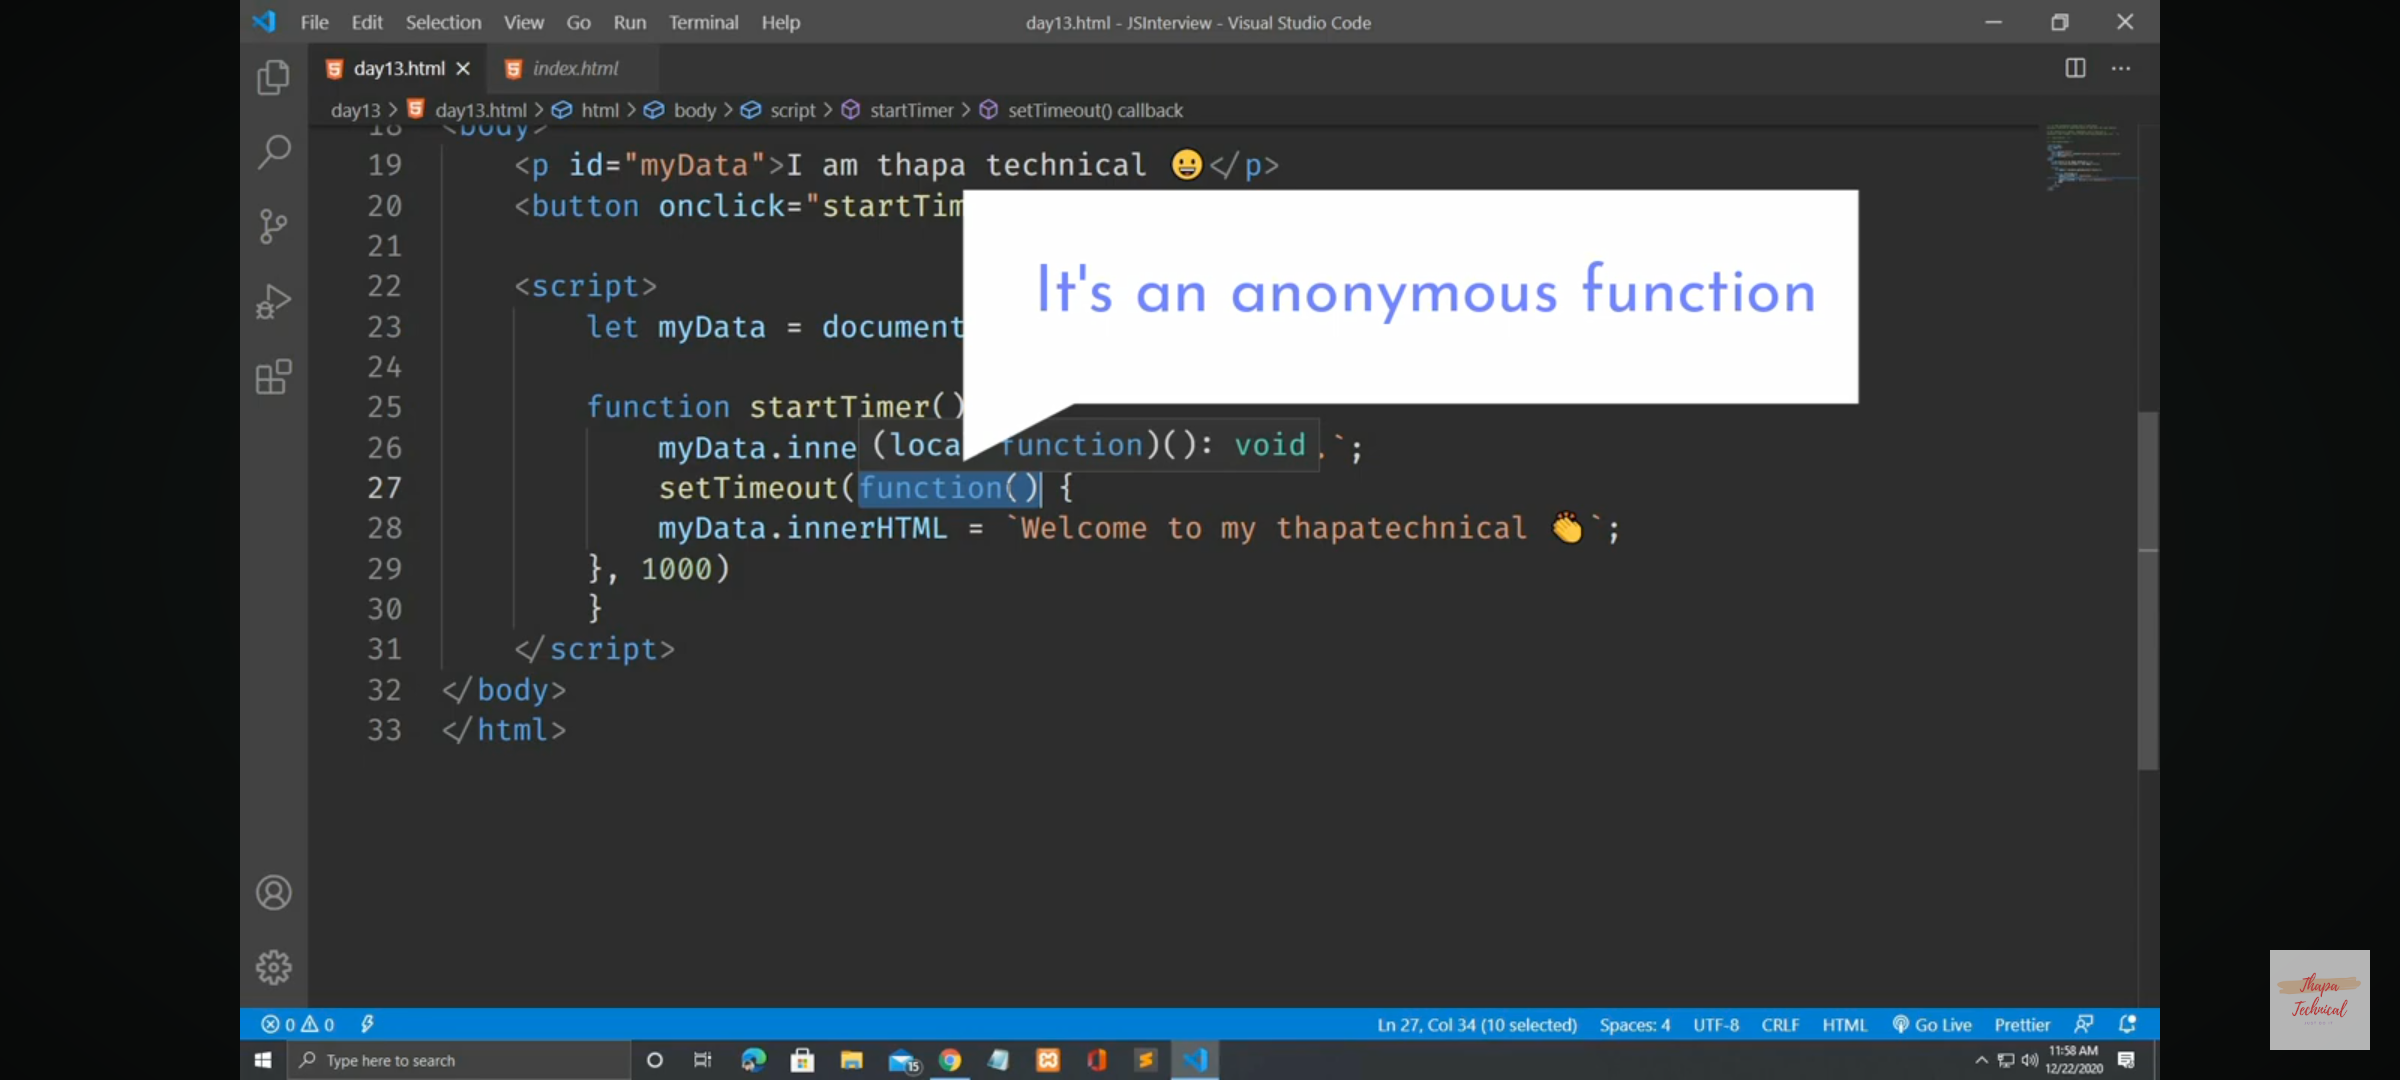 File Edit Selection View Go Run Terminal Help day13.html - JSInterview - Visual Studio Code
day13.html index.html
day13 > day13.html > html > body > script > startTimer > setTimeout() callback
18 <body>
19 <p id="myData">I am thapa technical 😀</p>
20 <button onclick="startTim
It's an anonymous function
21
22 <script>
23 let myData = document
24
25 function startTimer()
26 myData.inne (loca function)(): void .`;
27 setTimeout(function() {
28 myData.innerHTML = `Welcome to my thapatechnical 👏`;
29 }, 1000)
30 }
31 </script>
32 </body>
33 </html>
0 0 Ln 27, Col 34 (10 selected) Spaces: 4 UTF-8 CRLF HTML Go Live Prettier
Type here to search 15 11:58 AM
12/22/2020
Thapa
Technical